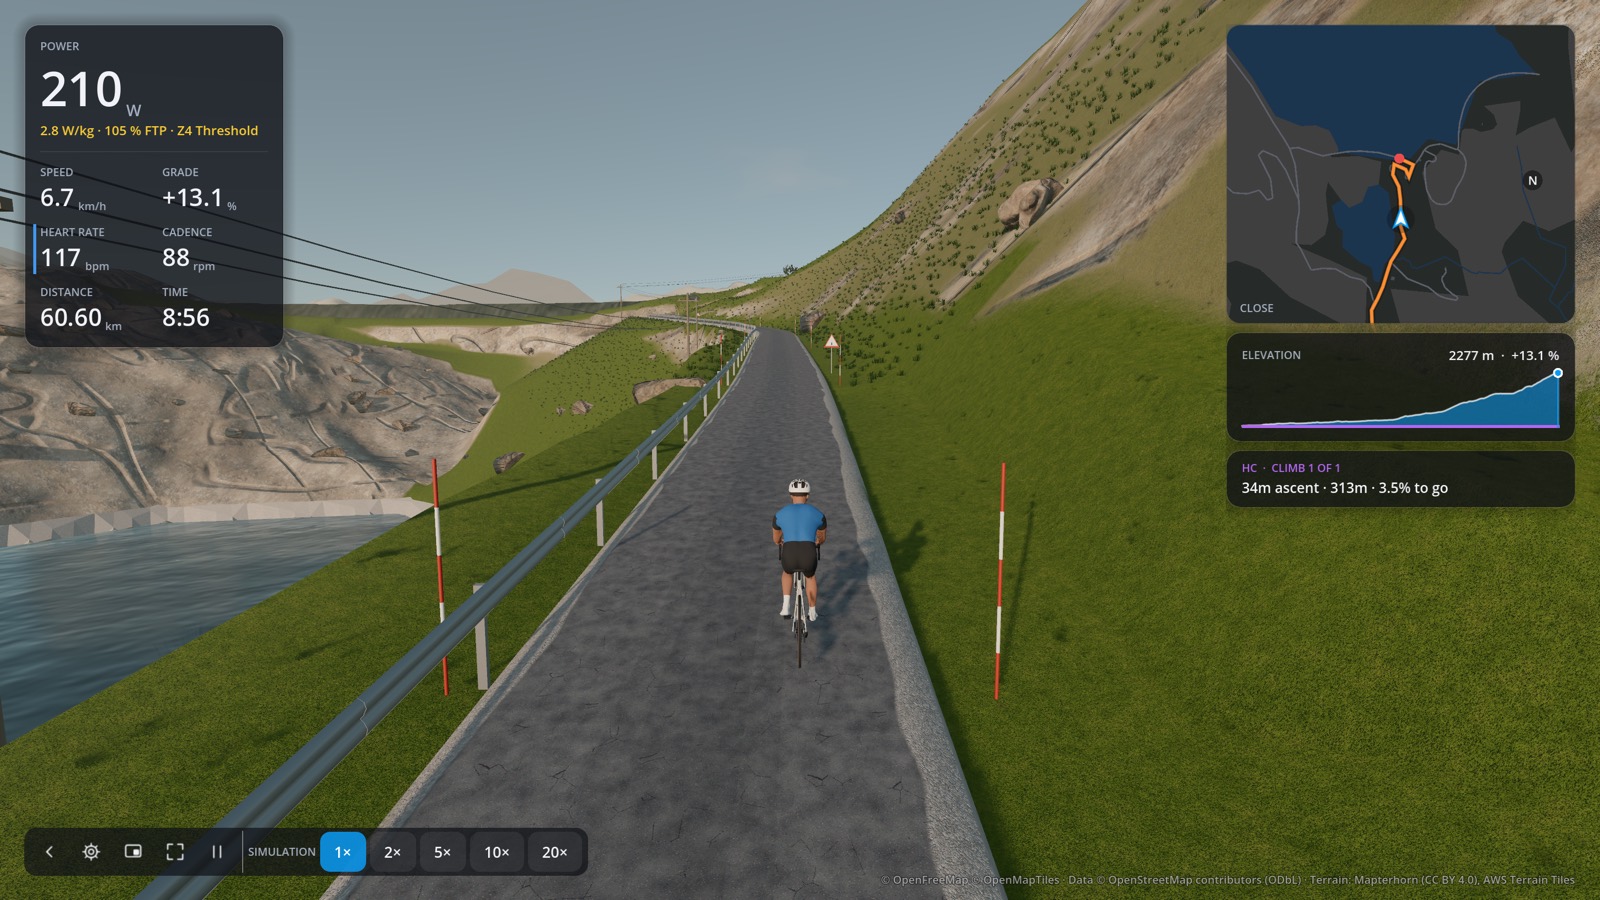 POWER
210 W
2.8 W/kg · 105 % FTP · Z4 Threshold
SPEED GRADE
6.7 km/h +13.1 %
HEART RATE CADENCE
117 bpm 88 rpm
DISTANCE TIME
60.60 km 8:56
N
CLOSE
ELEVATION 2277 m · +13.1 %
HC · CLIMB 1 OF 1
34m ascent · 313m · 3.5% to go
SIMULATION 1× 2× 5× 10× 20×
© OpenFreeMap © OpenMapTiles · Data © OpenStreetMap contributors (ODbL) · Terrain: Mapterhorn (CC BY 4.0), AWS Terrain Tiles